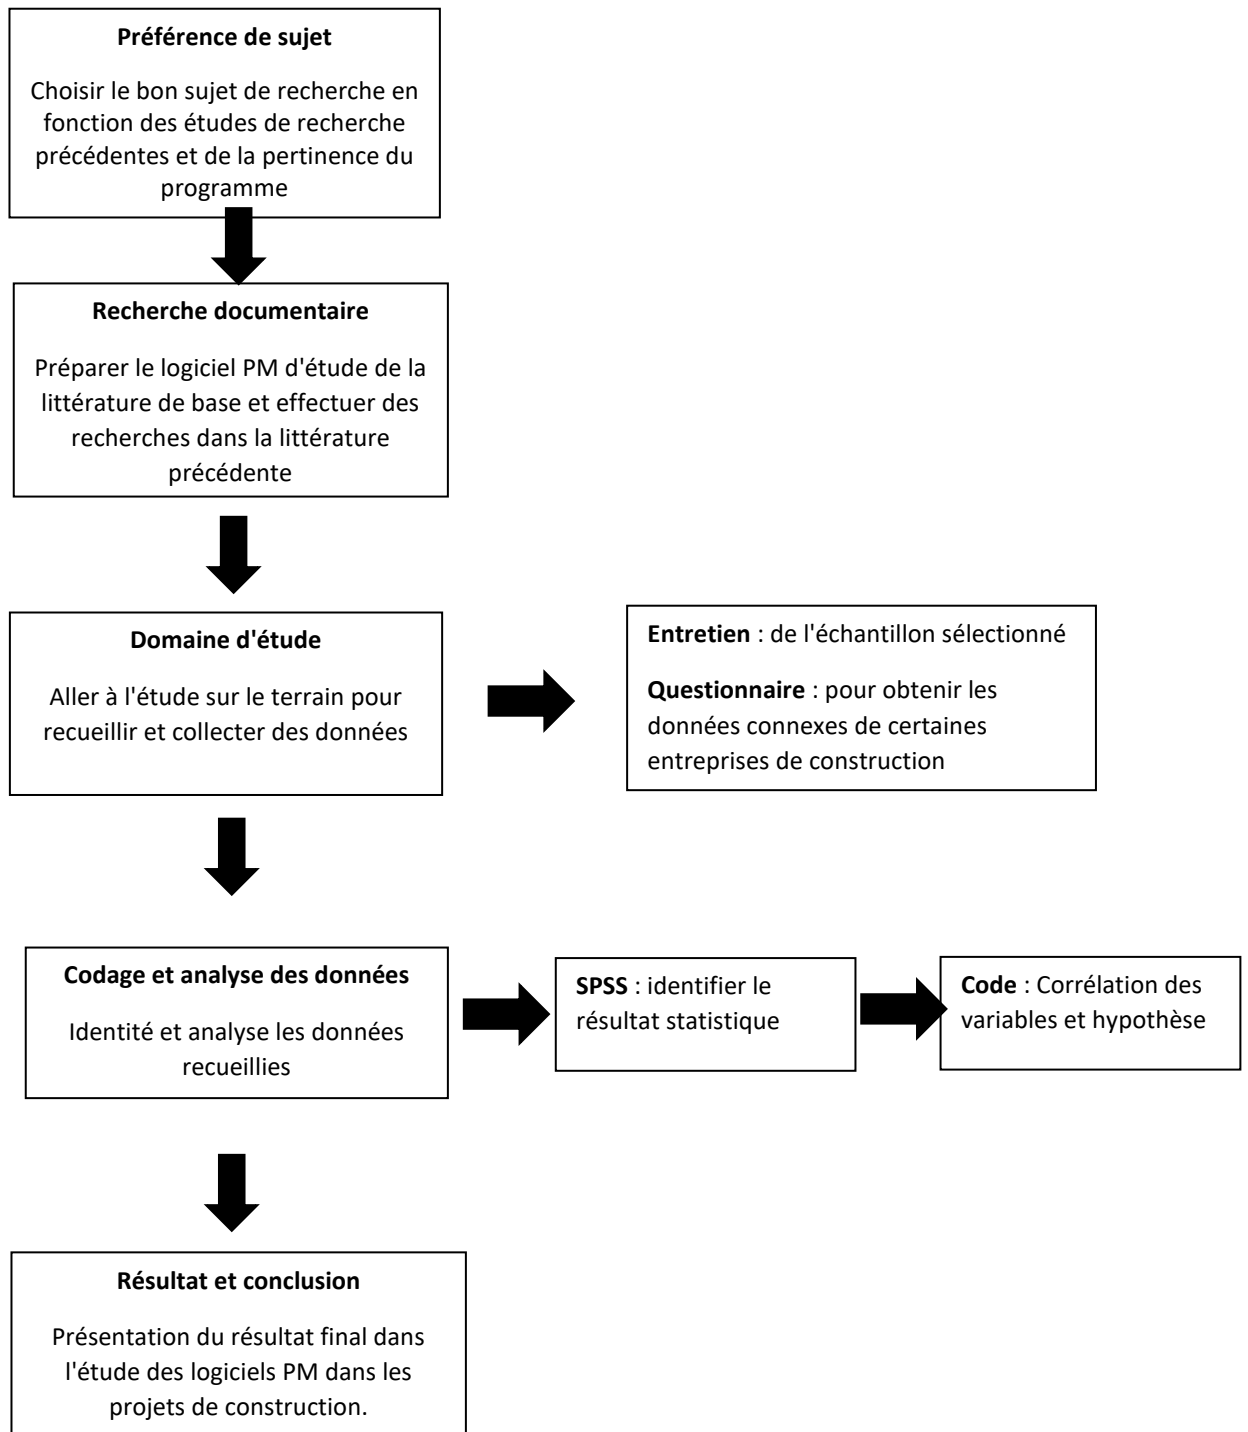 Préférence de sujet
Choisir le bon sujet de recherche en
fonction des études de recherche
précédentes et de la pertinence du
programme
Recherche documentaire
Préparer le logiciel PM d'étude de la
littérature de base et effectuer des
recherches dans la littérature
précédente
Domaine d'étude
Aller à l'étude sur le terrain pour
recueillir et collecter des données
Entretien : de l'échantillon sélectionné
Questionnaire : pour obtenir les
données connexes de certaines
entreprises de construction
Codage et analyse des données
Identité et analyse les données
recueillies
SPSS : identifier le
résultat statistique
Code : Corrélation des
variables et hypothèse
Résultat et conclusion
Présentation du résultat final dans
l'étude des logiciels PM dans les
projets de construction.